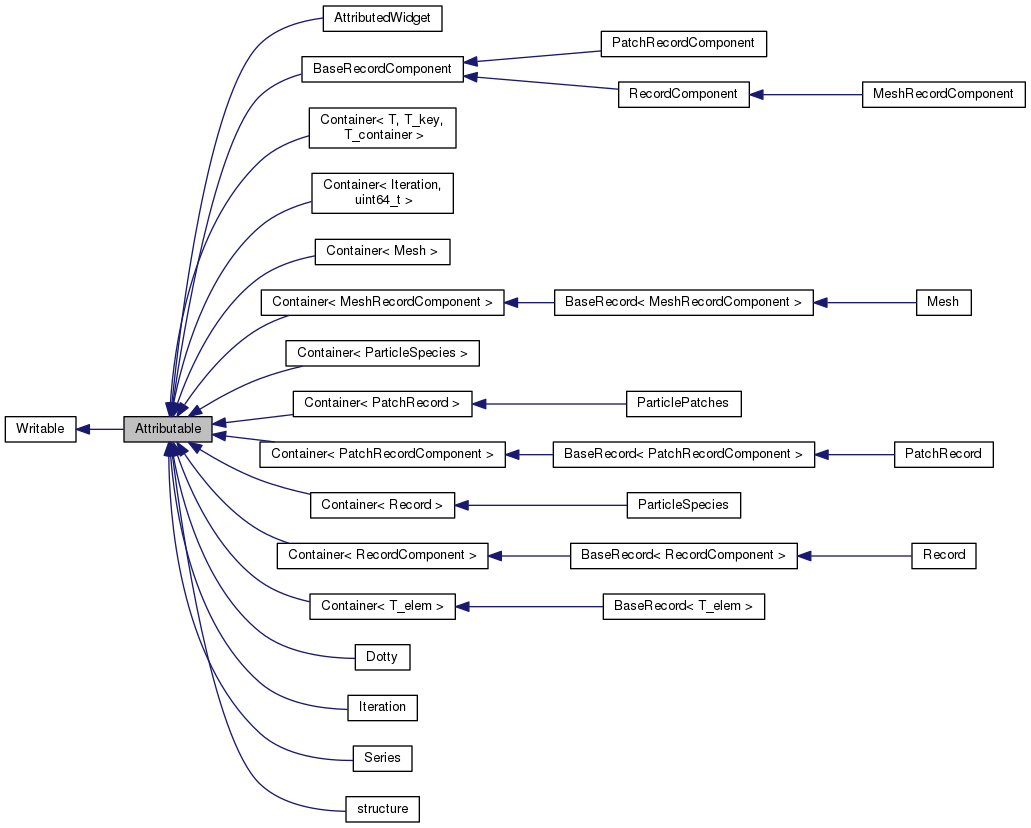 AttributedWidget
PatchRecordComponent
BaseRecordComponent
RecordComponent
MeshRecordComponent
Container< T, T_key,
T_container >
Container< Iteration,
uint64_t >
Container< Mesh >
Container< MeshRecordComponent >
BaseRecord< MeshRecordComponent >
Mesh
Container< ParticleSpecies >
Container< PatchRecord >
ParticlePatches
Writable
Attributable
Container< PatchRecordComponent >
BaseRecord< PatchRecordComponent >
PatchRecord
Container< Record >
ParticleSpecies
Container< RecordComponent >
BaseRecord< RecordComponent >
Record
Container< T_elem >
BaseRecord< T_elem >
Dotty
Iteration
Series
structure